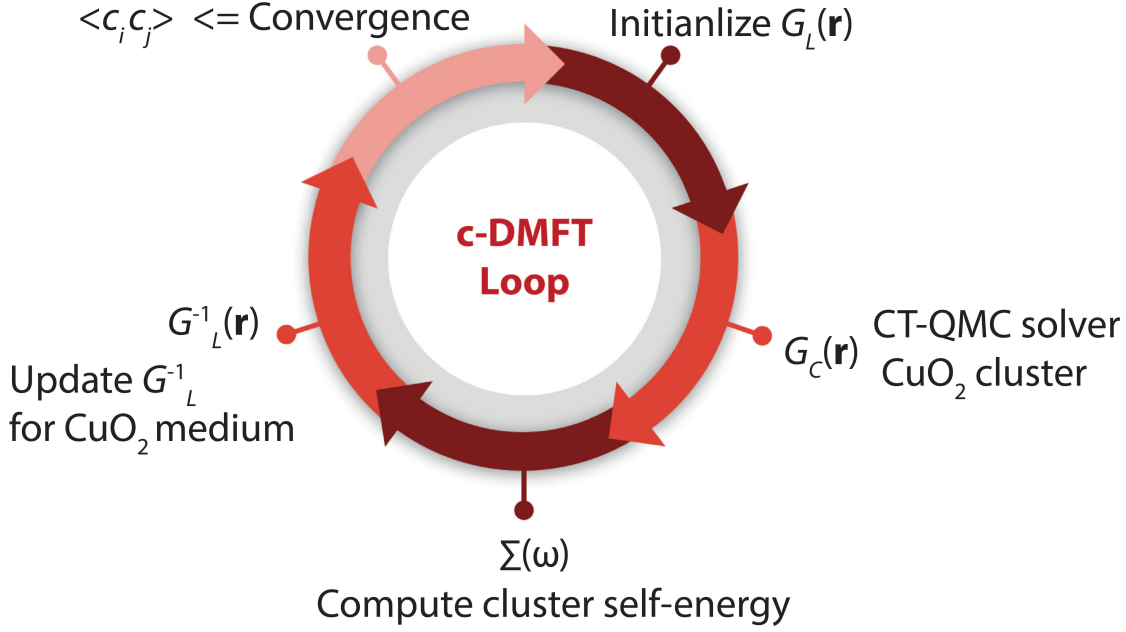 <c_i c_j> <= Convergence
Initianlize G_L(r)
c-DMFT
Loop
G^-1_L(r)
Update G^-1_L
for CuO_2 medium
G_C(r)
CT-QMC solver
CuO_2 cluster
Σ(ω)
Compute cluster self-energy